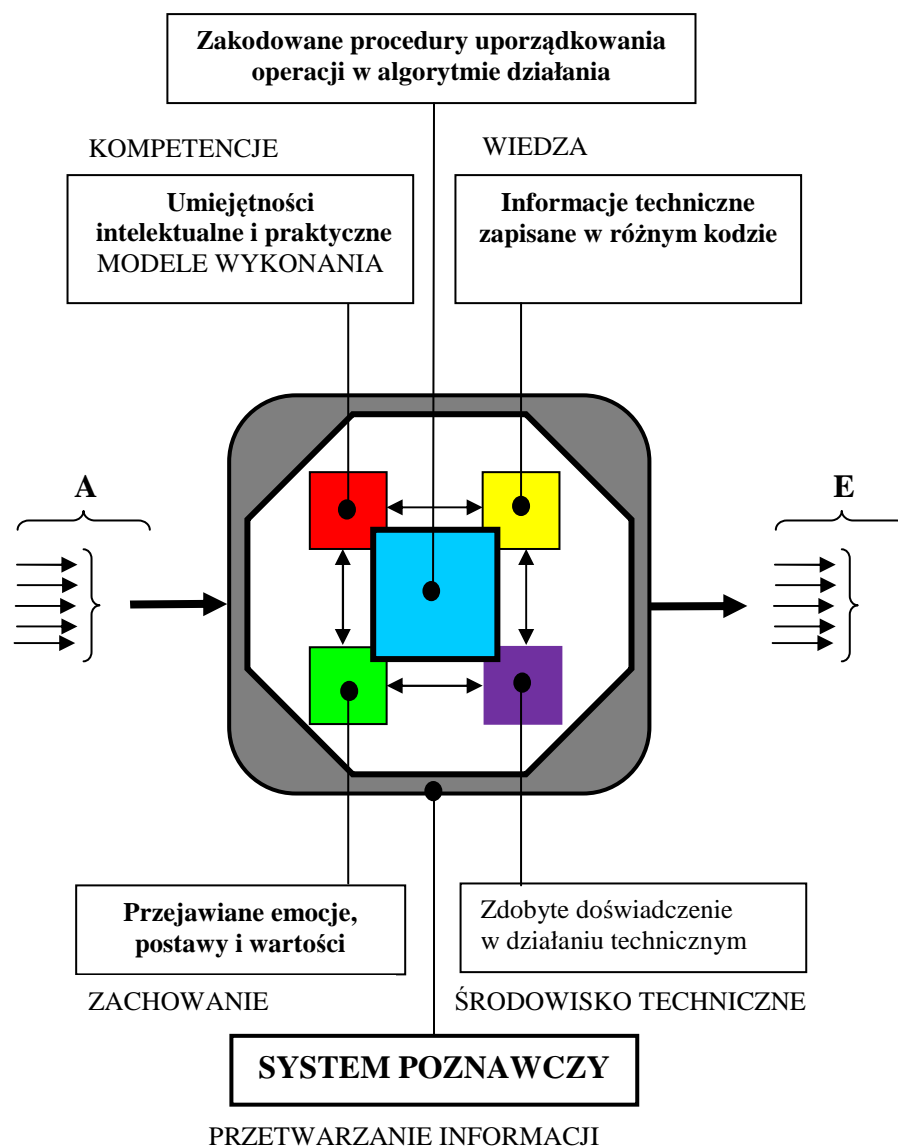 Zakodowane procedury uporządkowania
operacji w algorytmie działania
KOMPETENCJE
WIEDZA
Umiejętności
intelektualne i praktyczne
MODELE WYKONANIA
Informacje techniczne
zapisane w różnym kodzie
A
E
Przejawiane emocje,
postawy i wartości
Zdobyte doświadczenie
w działaniu technicznym
ZACHOWANIE
ŚRODOWISKO TECHNICZNE
SYSTEM POZNAWCZY
PRZETWARZANIE INFORMACJI